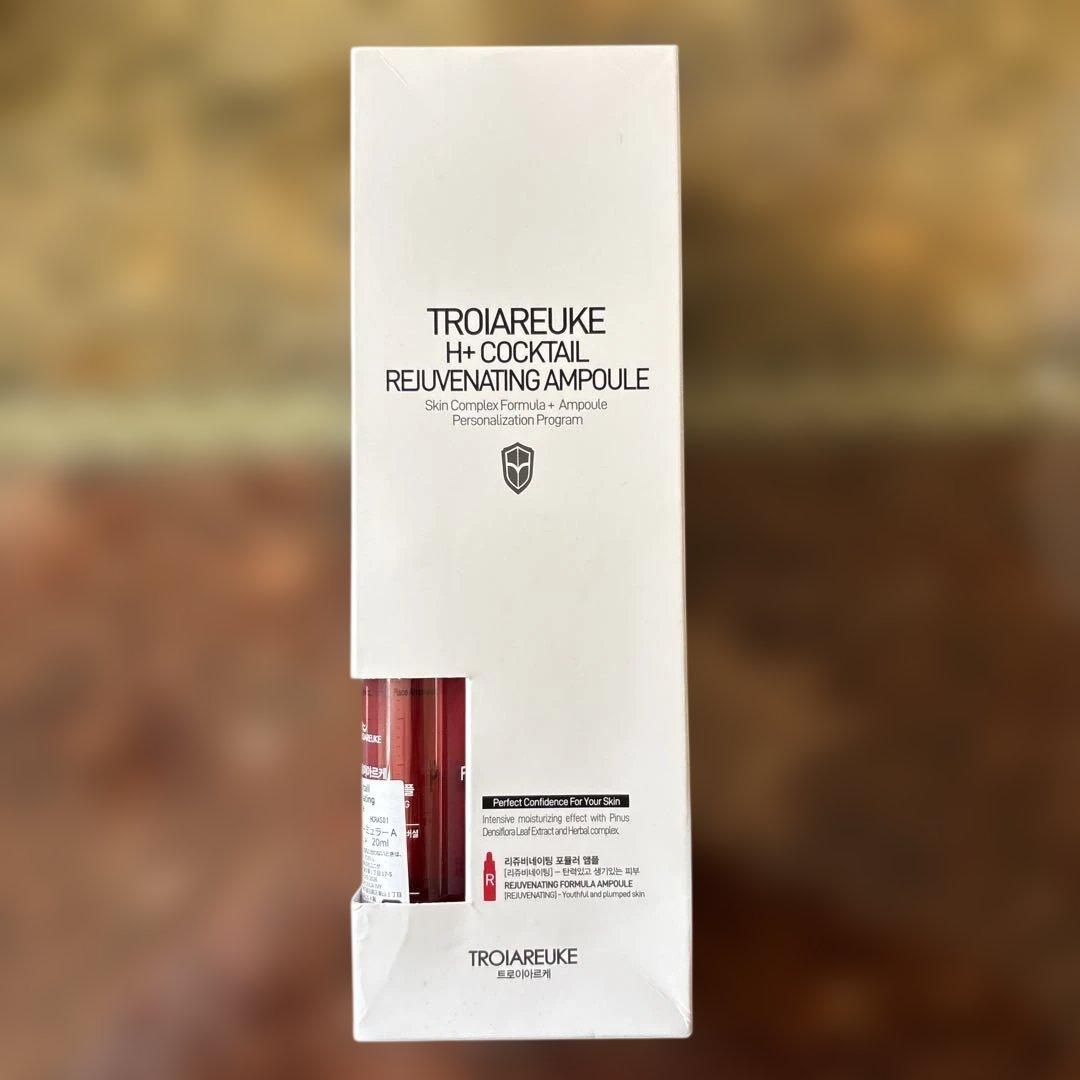 TROIAREUKE
H+ COCKTAIL
REJUVENATING AMPOULE
Skin Complex Formula + Ampoule
Personalization Program
Place
HCRAS01
20ml
Perfect Confidence For Your Skin
Intensive moisturizing effect with Pinus
Densiflora Leaf Extract and Herbal complex.
R
리쥬비네이팅 포뮬러 앰플
[리쥬비네이팅] - 탄력있고 생기있는 피부
REJUVENATING FORMULA AMPOULE
[REJUVENATING] - Youthful and plumped skin
TROIAREUKE
트로이아르케